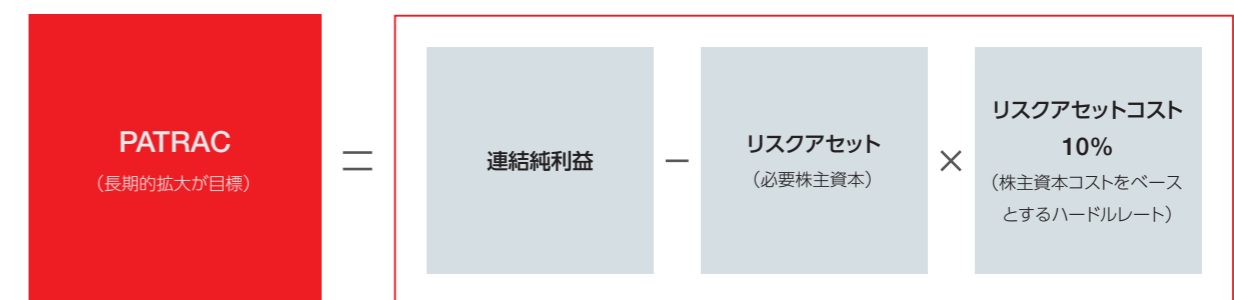 PATRAC
（長期的拡大が目標）
＝
連結純利益
－
リスクアセット
（必要株主資本）
×
リスクアセットコスト
10%
（株主資本コストをベース
とするハードルレート）